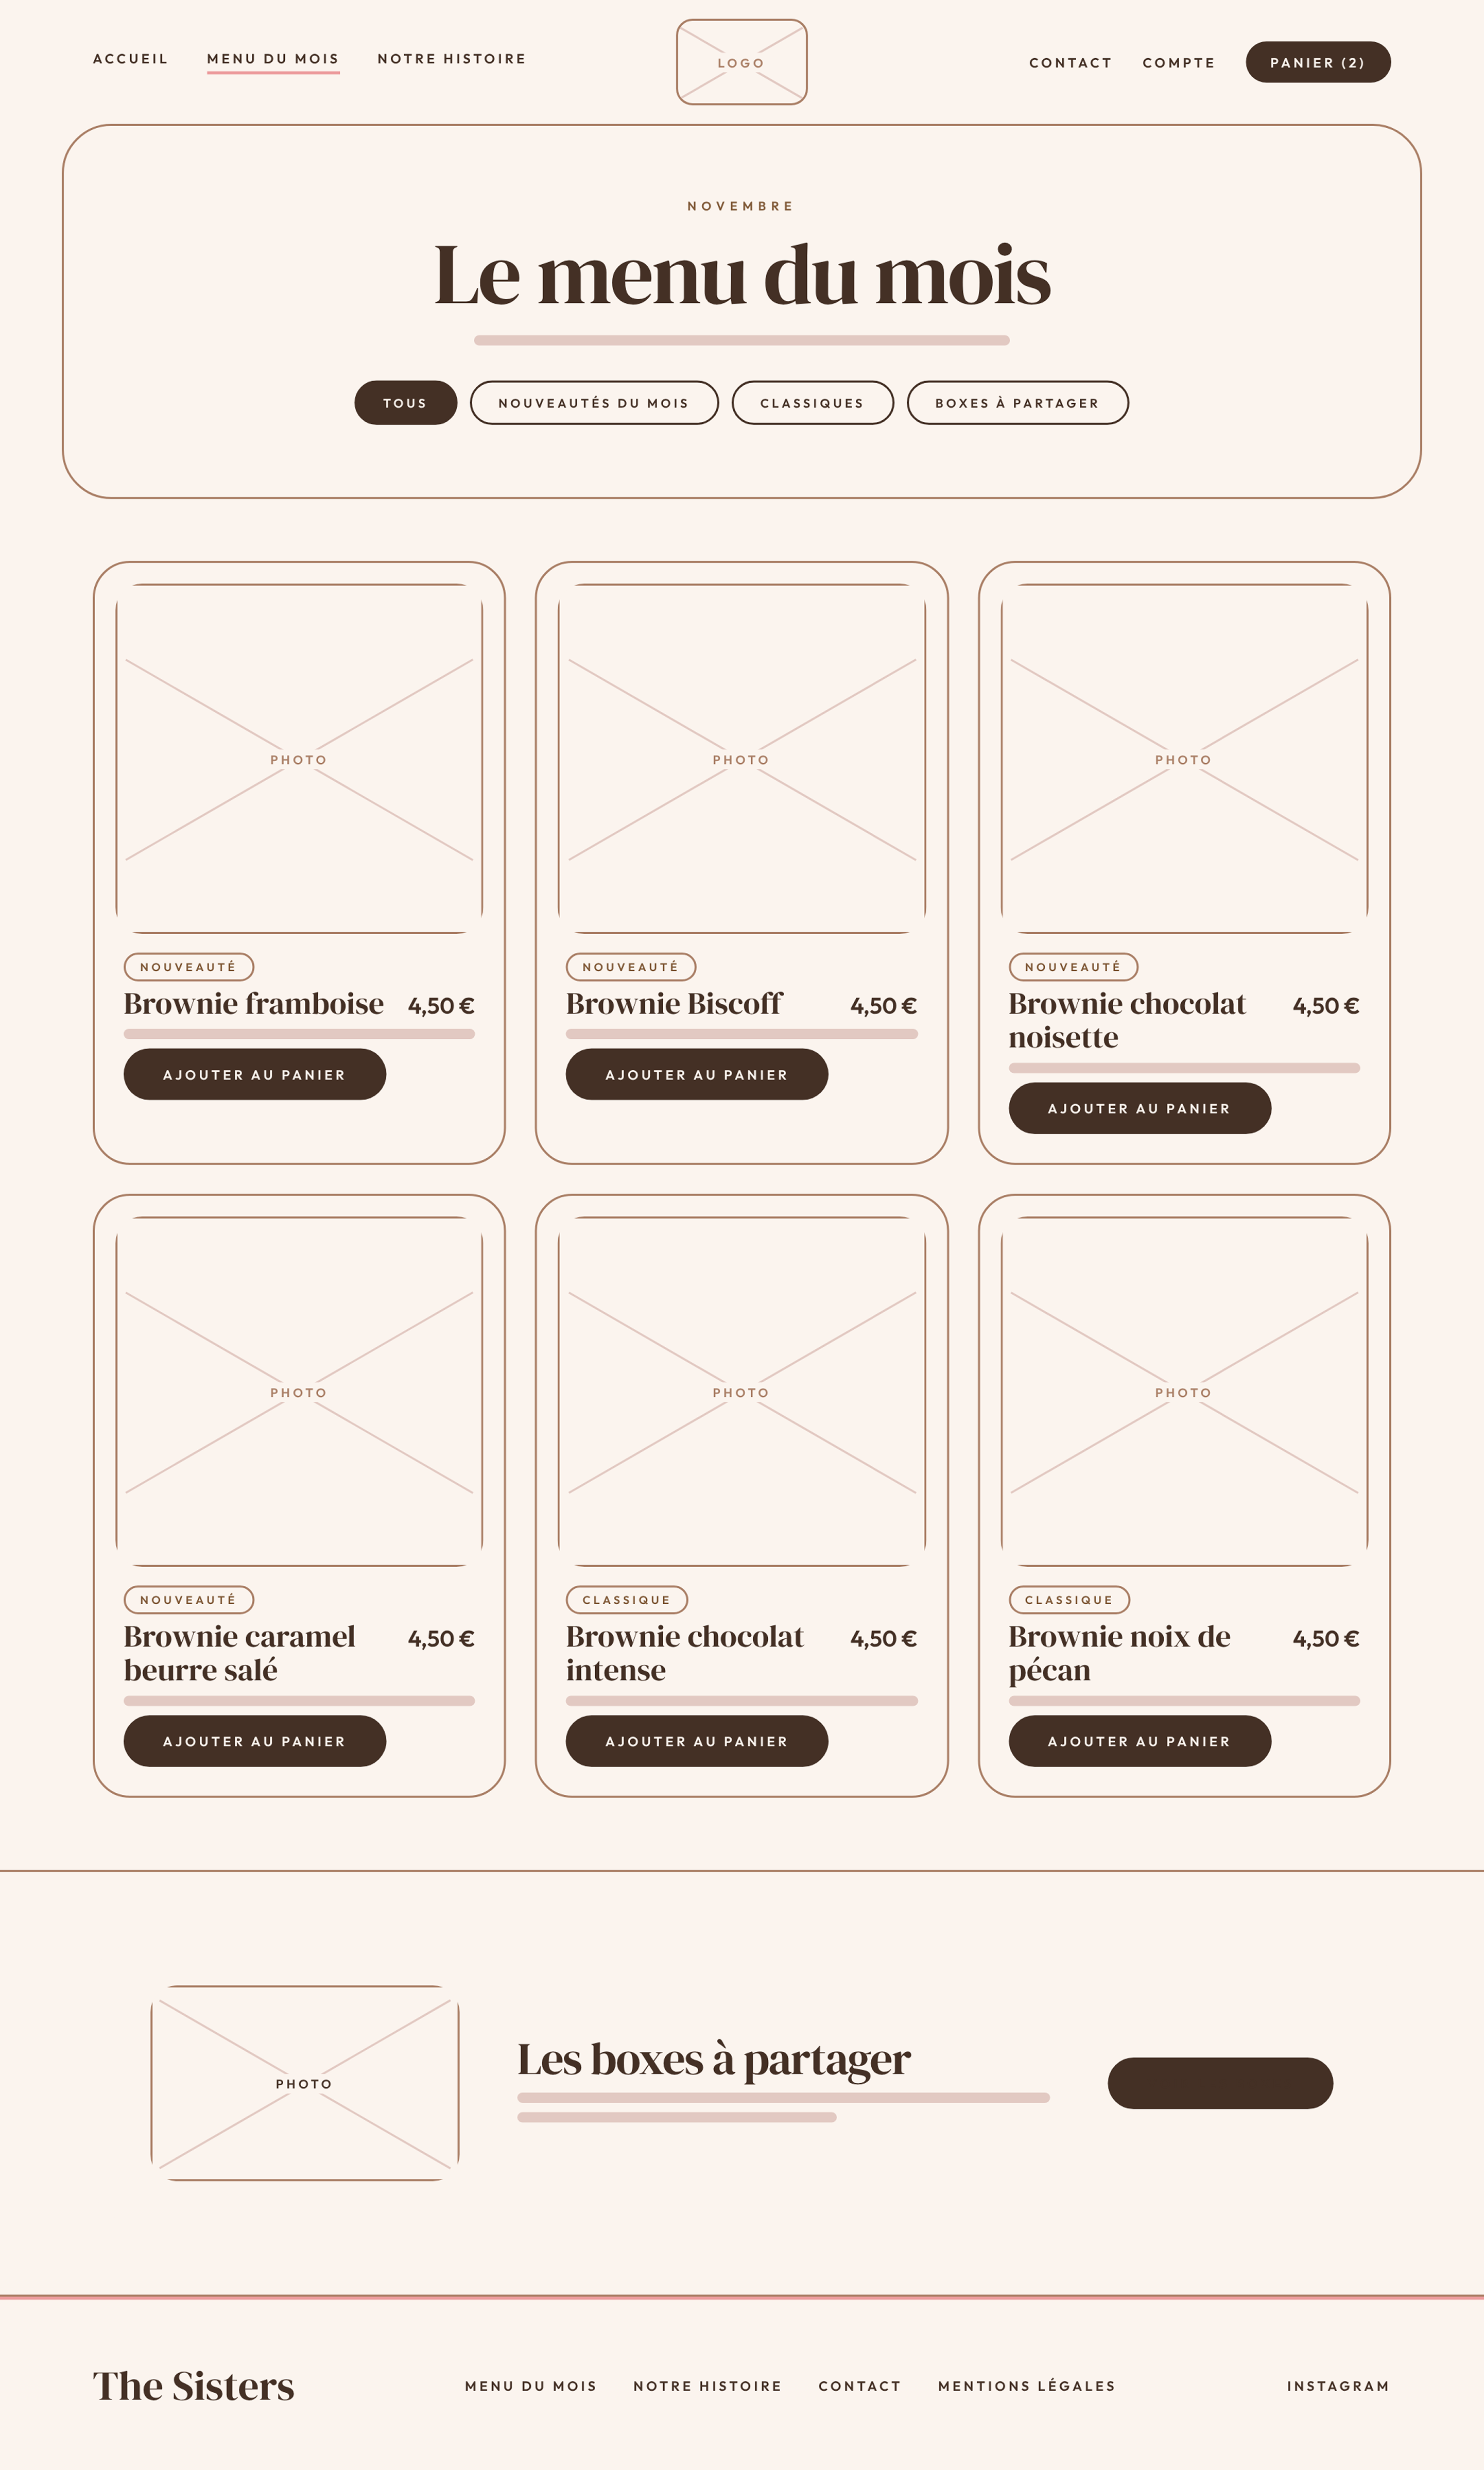 ACCUEIL MENU DU MOIS NOTRE HISTOIRE LOGO CONTACT COMPTE PANIER (2)
NOVEMBRE
Le menu du mois
TOUS NOUVEAUTÉS DU MOIS CLASSIQUES BOXES À PARTAGER
PHOTO
NOUVEAUTÉ
Brownie framboise 4,50 €
AJOUTER AU PANIER
PHOTO
NOUVEAUTÉ
Brownie Biscoff 4,50 €
AJOUTER AU PANIER
PHOTO
NOUVEAUTÉ
Brownie chocolat 4,50 €
noisette
AJOUTER AU PANIER
PHOTO
NOUVEAUTÉ
Brownie caramel 4,50 €
beurre salé
AJOUTER AU PANIER
PHOTO
CLASSIQUE
Brownie chocolat 4,50 €
intense
AJOUTER AU PANIER
PHOTO
CLASSIQUE
Brownie noix de 4,50 €
pécan
AJOUTER AU PANIER
PHOTO
Les boxes à partager
The Sisters MENU DU MOIS NOTRE HISTOIRE CONTACT MENTIONS LÉGALES INSTAGRAM